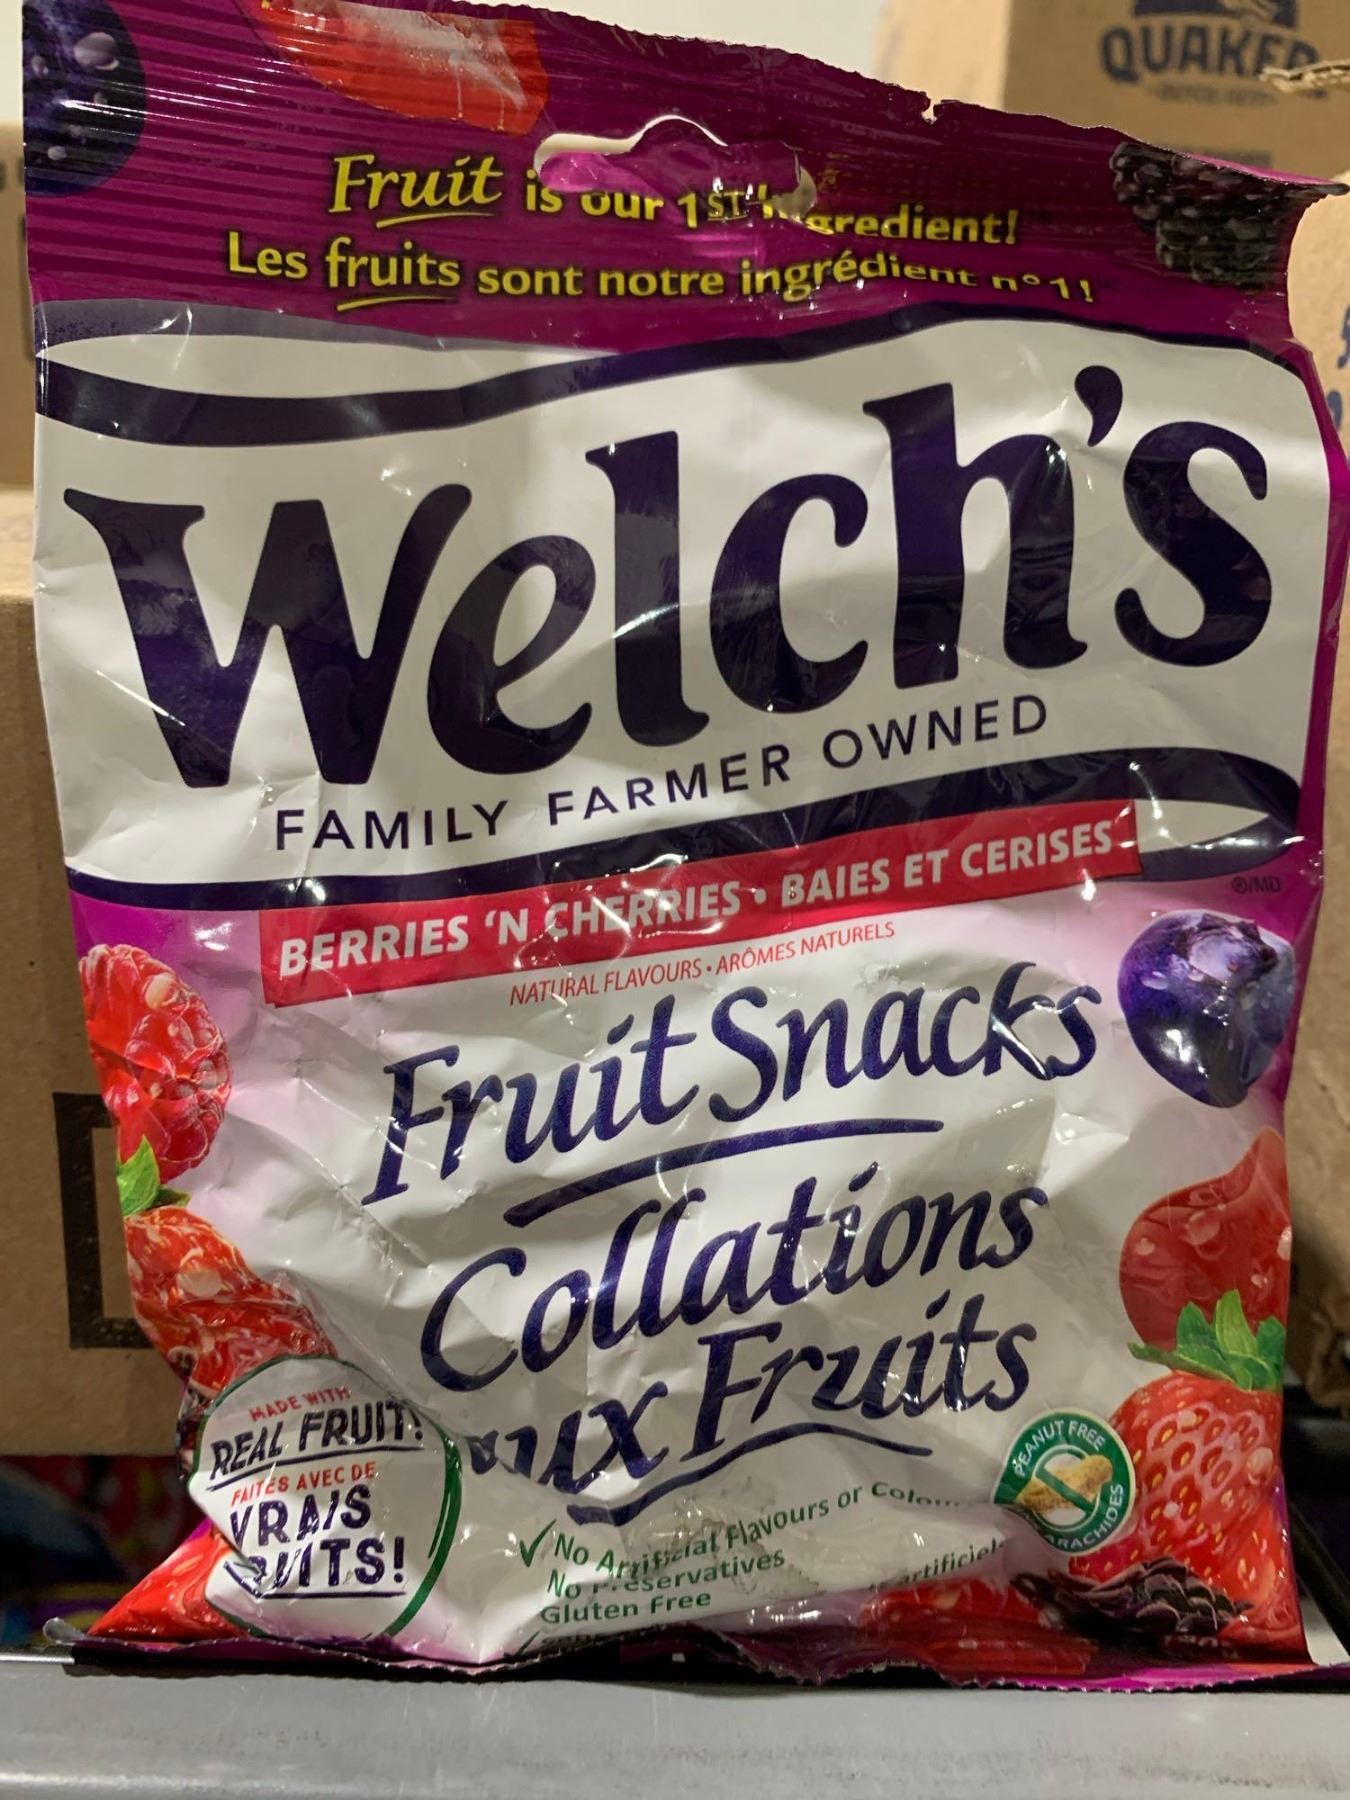 QUAKER
Fruit is our 1ST Ingredient!
Les fruits sont notre ingrédient n° 1!
Welch's
FAMILY FARMER OWNED
®/MD
BERRIES 'N CHERRIES • BAIES ET CERISES
NATURAL FLAVOURS • ARÔMES NATURELS
Fruit Snacks
Collations
aux Fruits
MADE WITH
REAL FRUIT!
FAITES AVEC DE
VRAIS
FRUITS!
PEANUT FREE
ARACHIDES
✓ No Artificial Flavours or
No Preservatives
Gluten Free